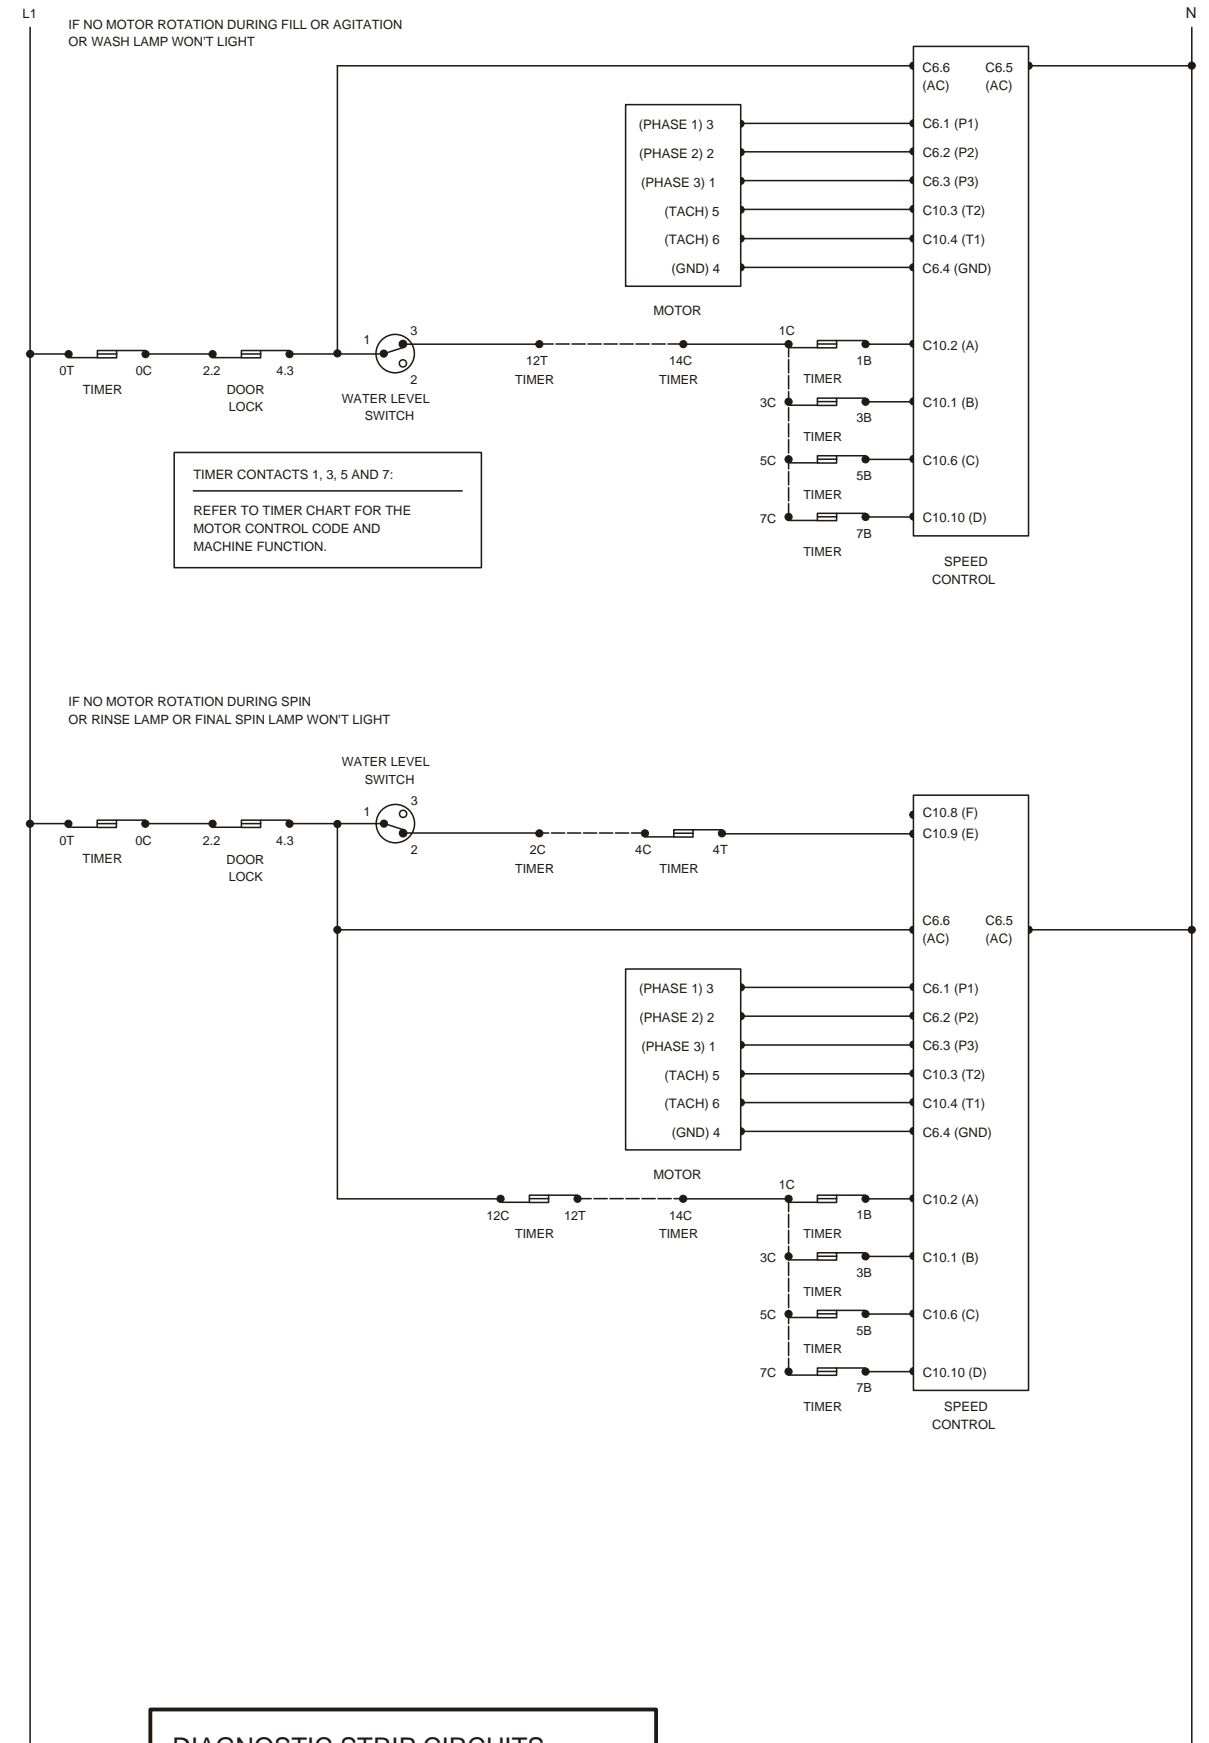 L1
N
IF NO MOTOR ROTATION DURING FILL OR AGITATION
OR WASH LAMP WON'T LIGHT
C6.6 C6.5
(AC) (AC)
(PHASE 1) 3 C6.1 (P1)
(PHASE 2) 2 C6.2 (P2)
(PHASE 3) 1 C6.3 (P3)
(TACH) 5 C10.3 (T2)
(TACH) 6 C10.4 (T1)
(GND) 4 C6.4 (GND)
MOTOR
0T 0C
TIMER
2.2 4.3
DOOR
LOCK
1 3
2
WATER LEVEL
SWITCH
12T
TIMER
14C
TIMER
1C 1B C10.2 (A)
TIMER
3C 3B C10.1 (B)
TIMER
5C 5B C10.6 (C)
TIMER
7C 7B C10.10 (D)
TIMER
SPEED
CONTROL
TIMER CONTACTS 1, 3, 5 AND 7:
REFER TO TIMER CHART FOR THE
MOTOR CONTROL CODE AND
MACHINE FUNCTION.
IF NO MOTOR ROTATION DURING SPIN
OR RINSE LAMP OR FINAL SPIN LAMP WON'T LIGHT
WATER LEVEL
SWITCH
1 3
2
0T 0C
TIMER
2.2 4.3
DOOR
LOCK
2C
TIMER
4C 4T
TIMER
C10.8 (F)
C10.9 (E)
C6.6 C6.5
(AC) (AC)
(PHASE 1) 3 C6.1 (P1)
(PHASE 2) 2 C6.2 (P2)
(PHASE 3) 1 C6.3 (P3)
(TACH) 5 C10.3 (T2)
(TACH) 6 C10.4 (T1)
(GND) 4 C6.4 (GND)
MOTOR
12C 12T
TIMER
14C
TIMER
1C 1B C10.2 (A)
TIMER
3C 3B C10.1 (B)
TIMER
5C 5B C10.6 (C)
TIMER
7C 7B C10.10 (D)
TIMER
SPEED
CONTROL
DIAGNOSTIC STRIP CIRCUITS